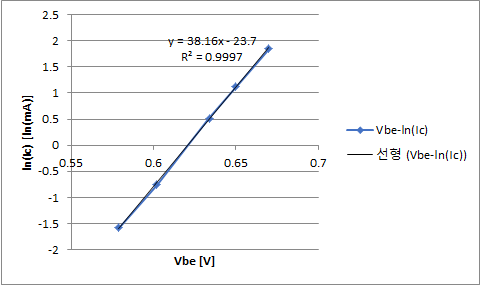 2.5
2
1.5
1
0.5
0
-0.5
-1
-1.5
-2
0.55
0.6
0.65
0.7
y = 38.16x - 23.7
R² = 0.9997
ln(Ic) [ln(mA)]
Vbe [V]
Vbe-ln(Ic)
선형 (Vbe-ln(Ic))